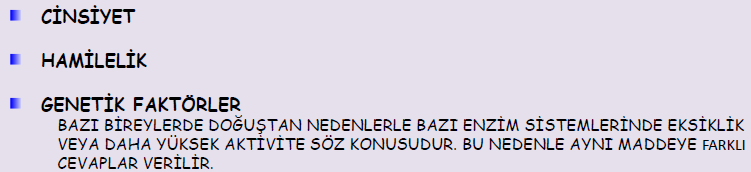 CİNSİYET
HAMİLELİK
GENETİK FAKTÖRLER
BAZI BİREYLERDE DOĞUŞTAN NEDENLERLE BAZI ENZİM SİSTEMLERİNDE EKSİKLİK
VEYA DAHA YÜKSEK AKTİVİTE SÖZ KONUSUDUR. BU NEDENLE AYNI MADDEYE FARKLI
CEVAPLAR VERİLİR.